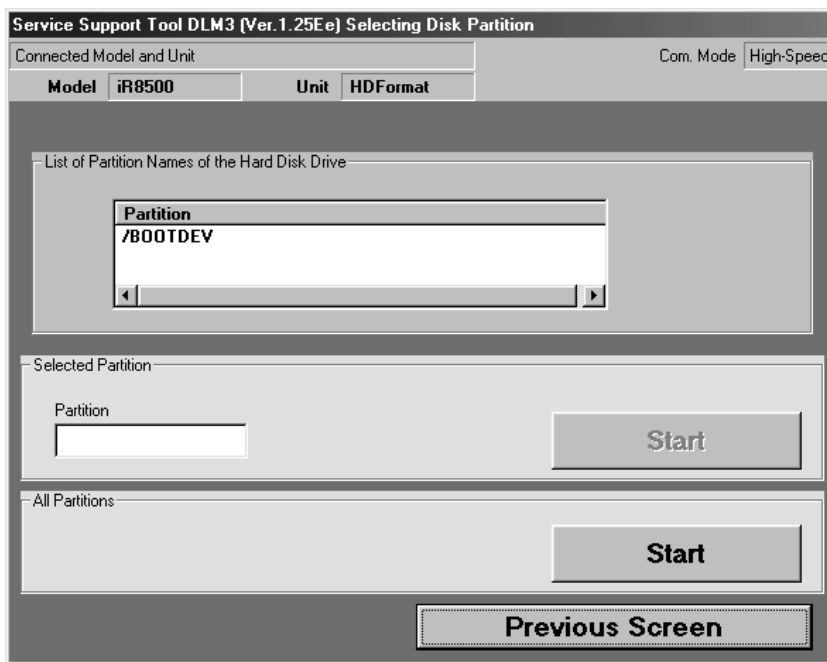 Service Support Tool DLM3 (Ver.1.25Ee) Selecting Disk Partition
Connected Model and Unit
Com. Mode High-Speed
Model iR8500 Unit HDFormat
List of Partition Names of the Hard Disk Drive
Partition
/BOOTDEV
Selected Partition
Partition
Start
All Partitions
Start
Previous Screen